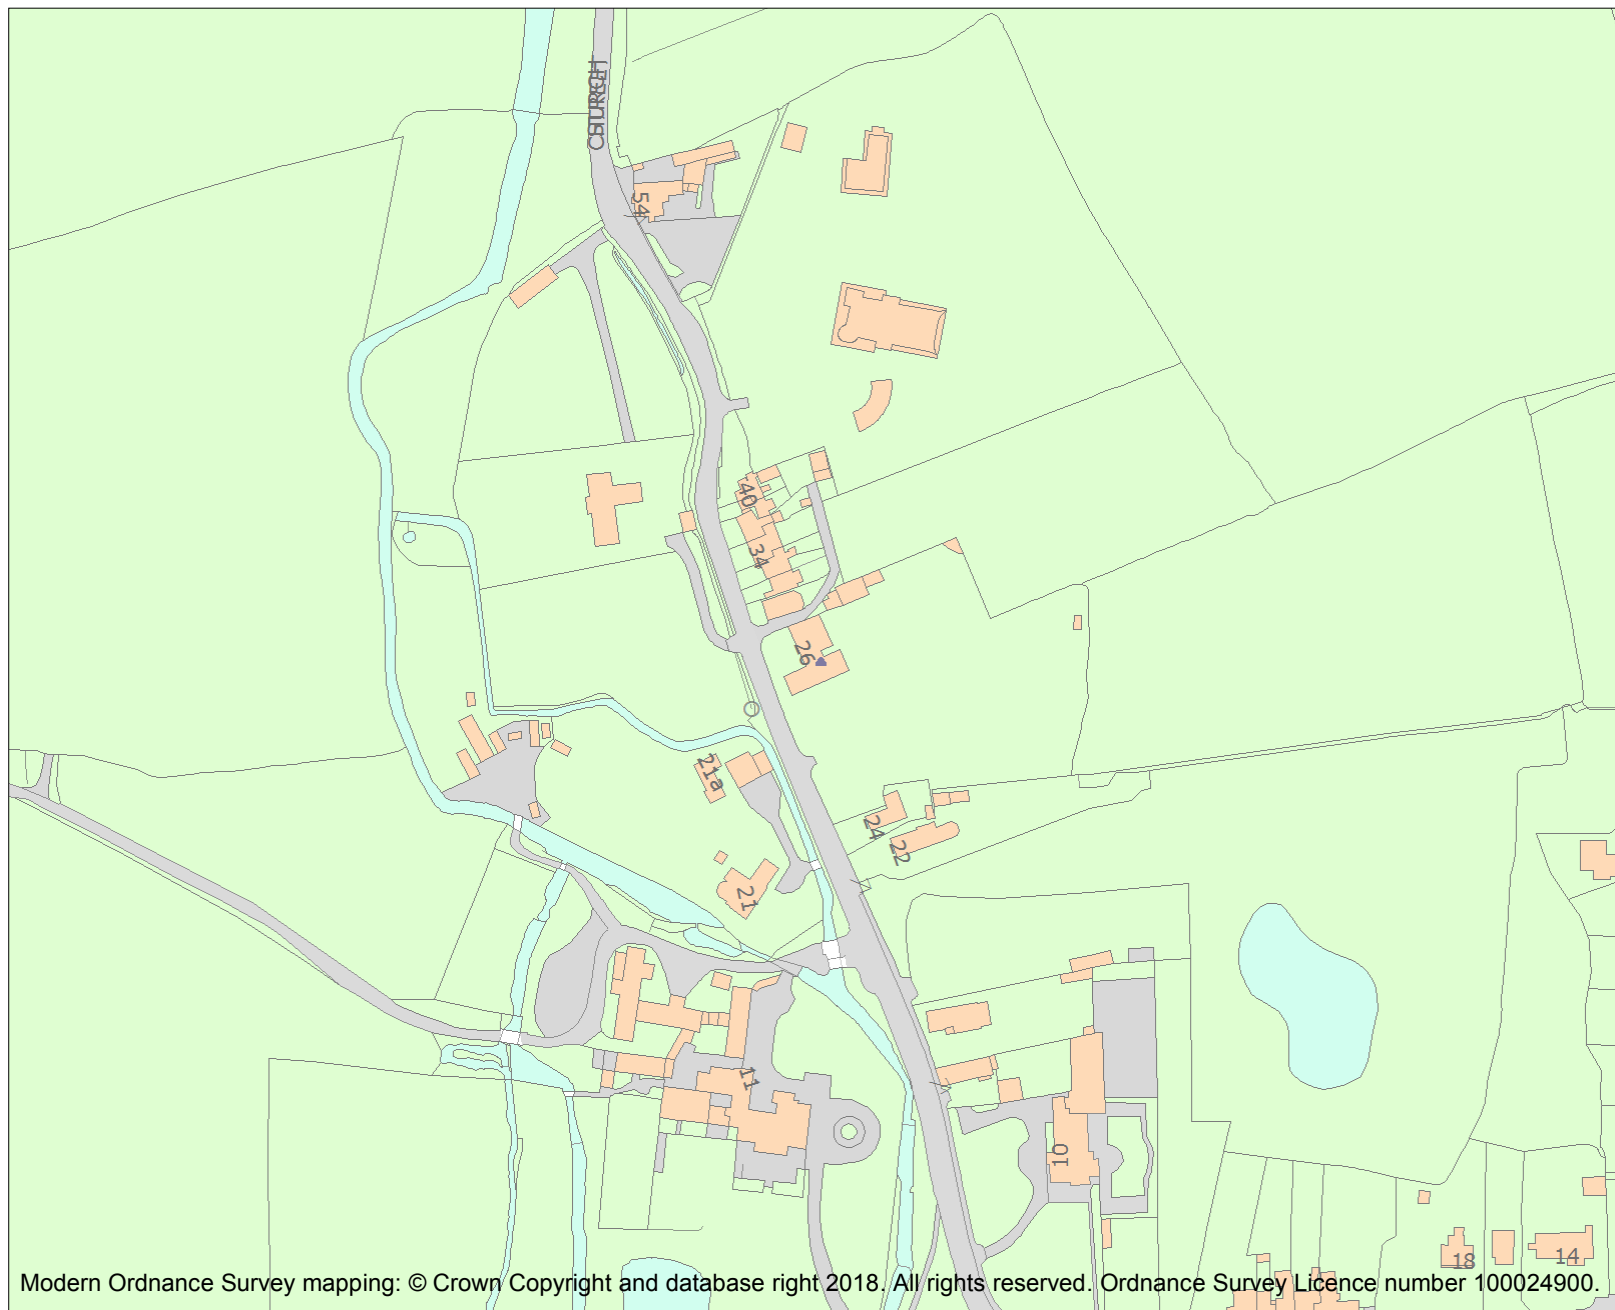 CHURCH
STREET
54
40
34
26
21a
24
22
21
11
10
18
14
Modern Ordnance Survey mapping: © Crown Copyright and database right 2018. All rights reserved. Ordnance Survey Licence number 100024900.